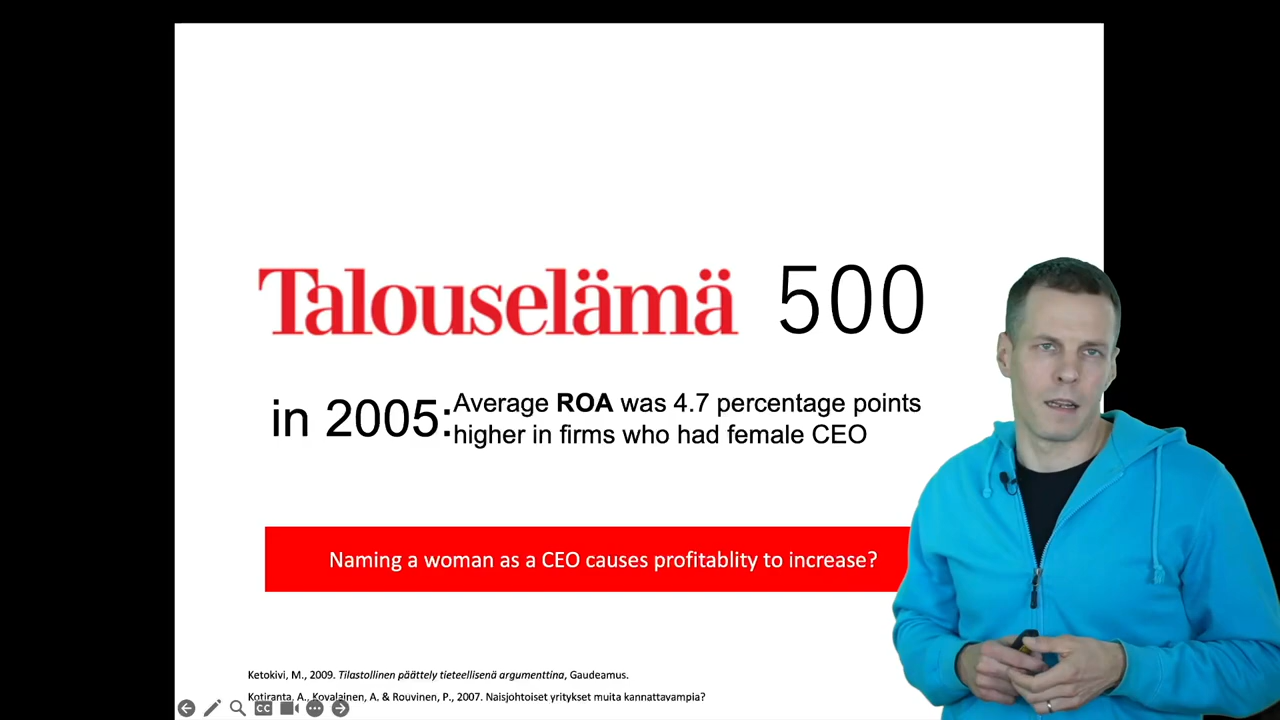 Talouselämä 500
in 2005:
Average ROA was 4.7 percentage points
higher in firms who had female CEO
Naming a woman as a CEO causes profitablity to increase?
Ketokivi, M., 2009. Tilastollinen päättely tieteellisenä argumenttina, Gaudeamus.
Kotiranta, A., Kovalainen, A. & Rouvinen, P., 2007. Naisjohtoiset yritykset muita kannattavampia?
CC